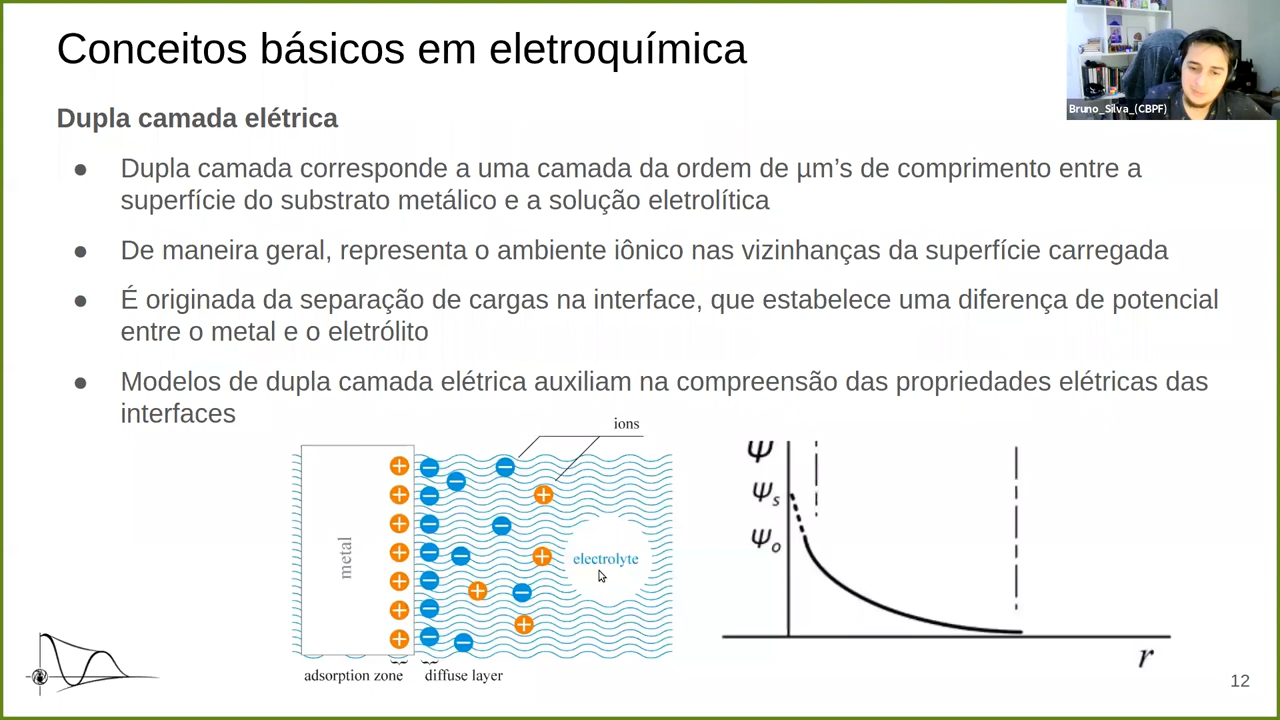 Conceitos básicos em eletroquímica
Bruno_Silva_(CBPF)
Dupla camada elétrica
● Dupla camada corresponde a uma camada da ordem de µm’s de comprimento entre a
superfície do substrato metálico e a solução eletrolítica
● De maneira geral, representa o ambiente iônico nas vizinhanças da superfície carregada
● É originada da separação de cargas na interface, que estabelece uma diferença de potencial
entre o metal e o eletrólito
● Modelos de dupla camada elétrica auxiliam na compreensão das propriedades elétricas das
interfaces
ions
metal
electrolyte
adsorption zone
diffuse layer
Ψ
Ψs
Ψo
r
12